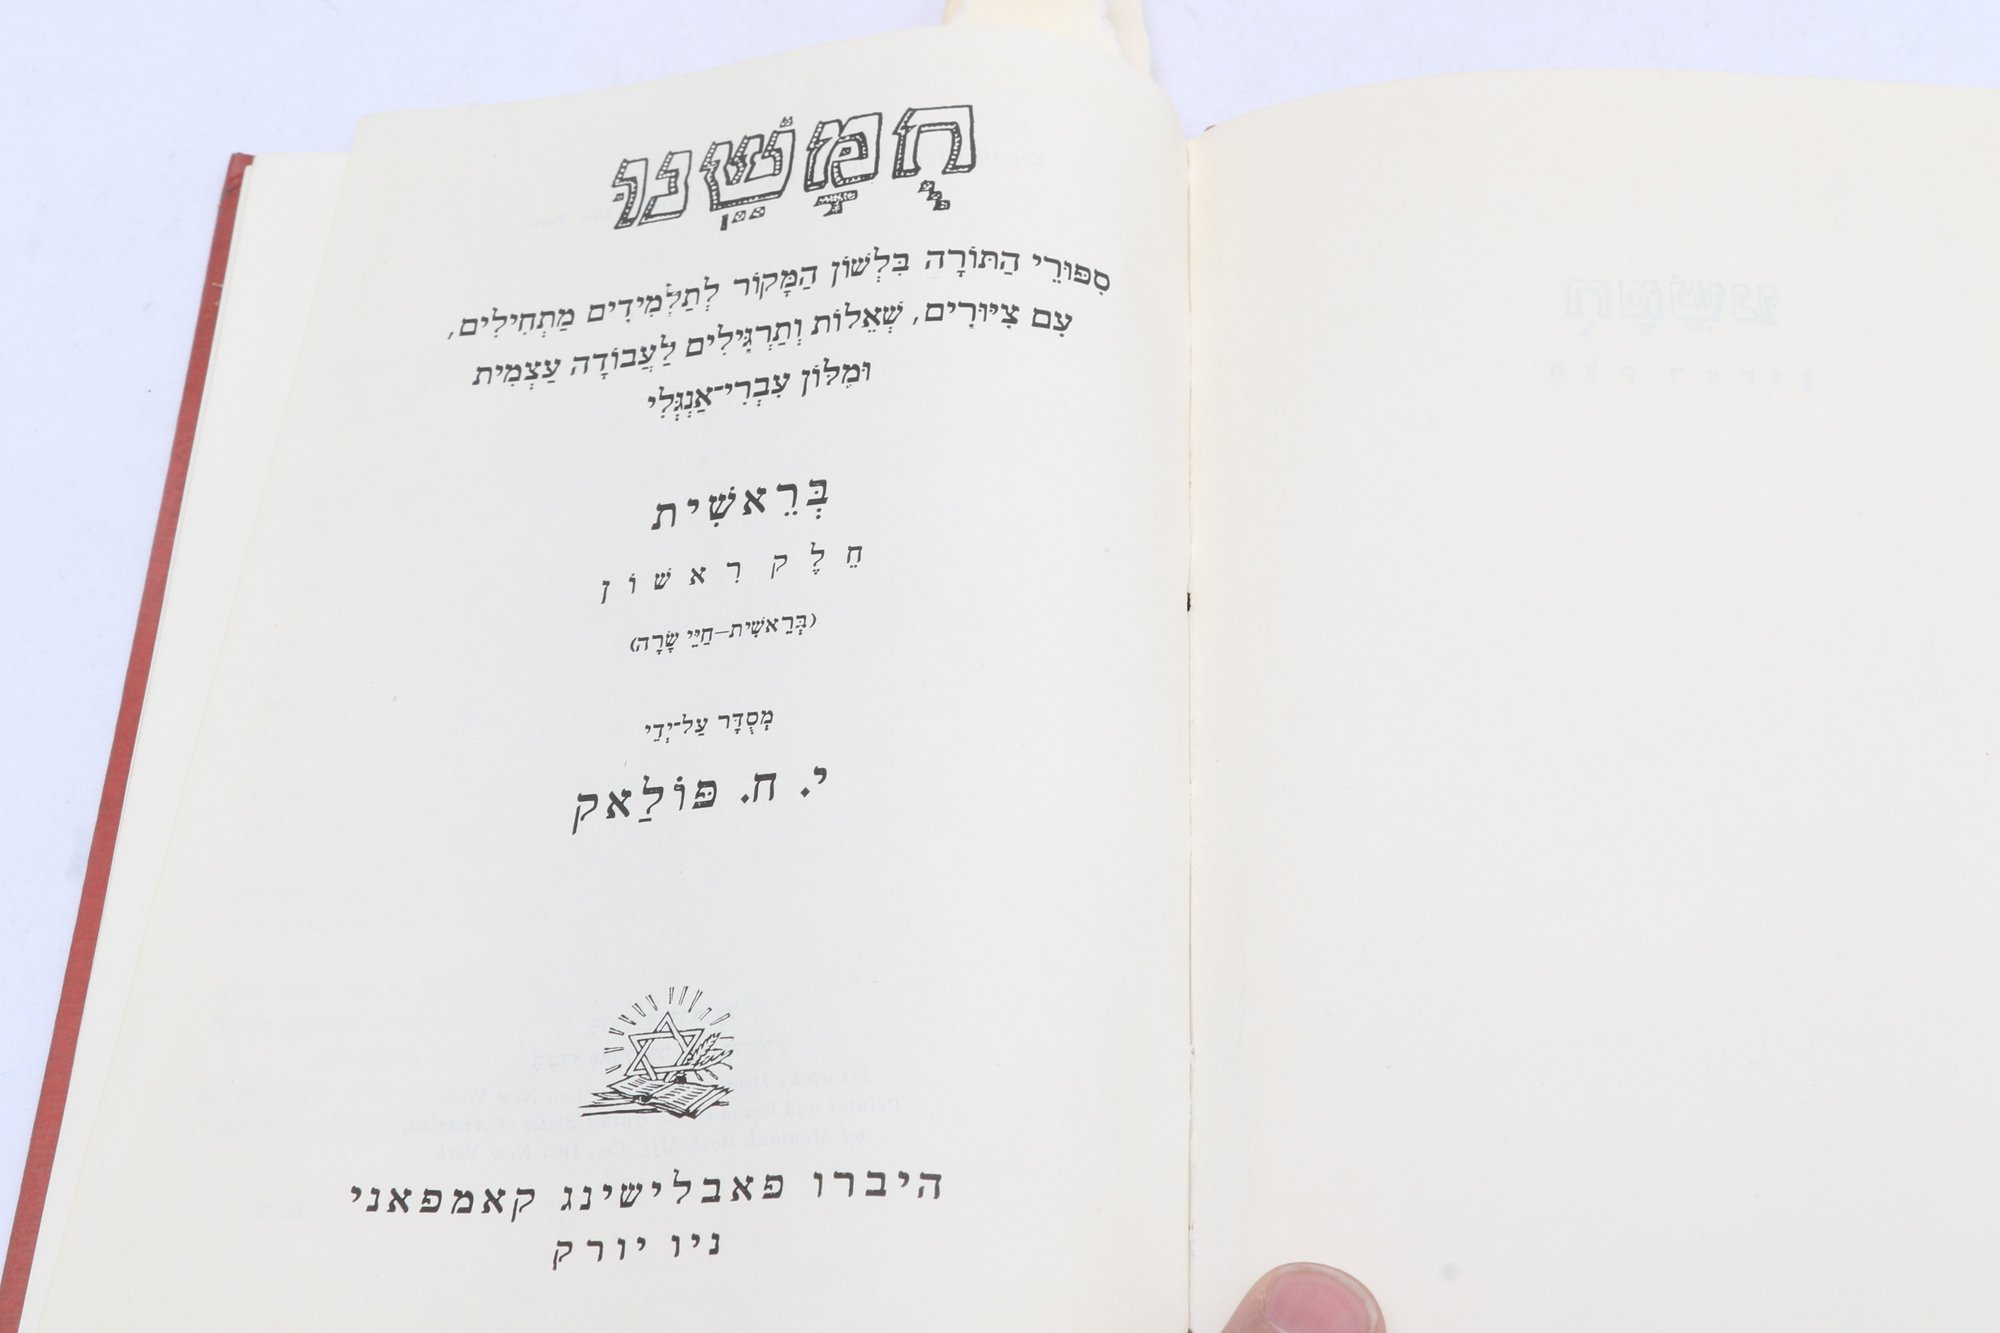 חֻמָּשֵׁנוּ
סִפּוּרֵי הַתּוֹרָה בִּלְשׁוֹן הַמָּקוֹר לְתַלְמִידִים מַתְחִילִים,
עִם צִיּוּרִים, שְׁאֵלוֹת וְתַרְגִּילִים לַעֲבוֹדָה עַצְמִית
וּמִלּוֹן עִבְרִי־אַנְגְּלִי
בְּרֵאשִׁית
חֵלֶק רִאשׁוֹן
(בְּרֵאשִׁית–חַיֵּי שָׂרָה)
מְסֻדָּר עַל־יְדֵי
י. ח. פּוֹלַאק
היברו פאבלישינג קאמפאני
ניו יורק